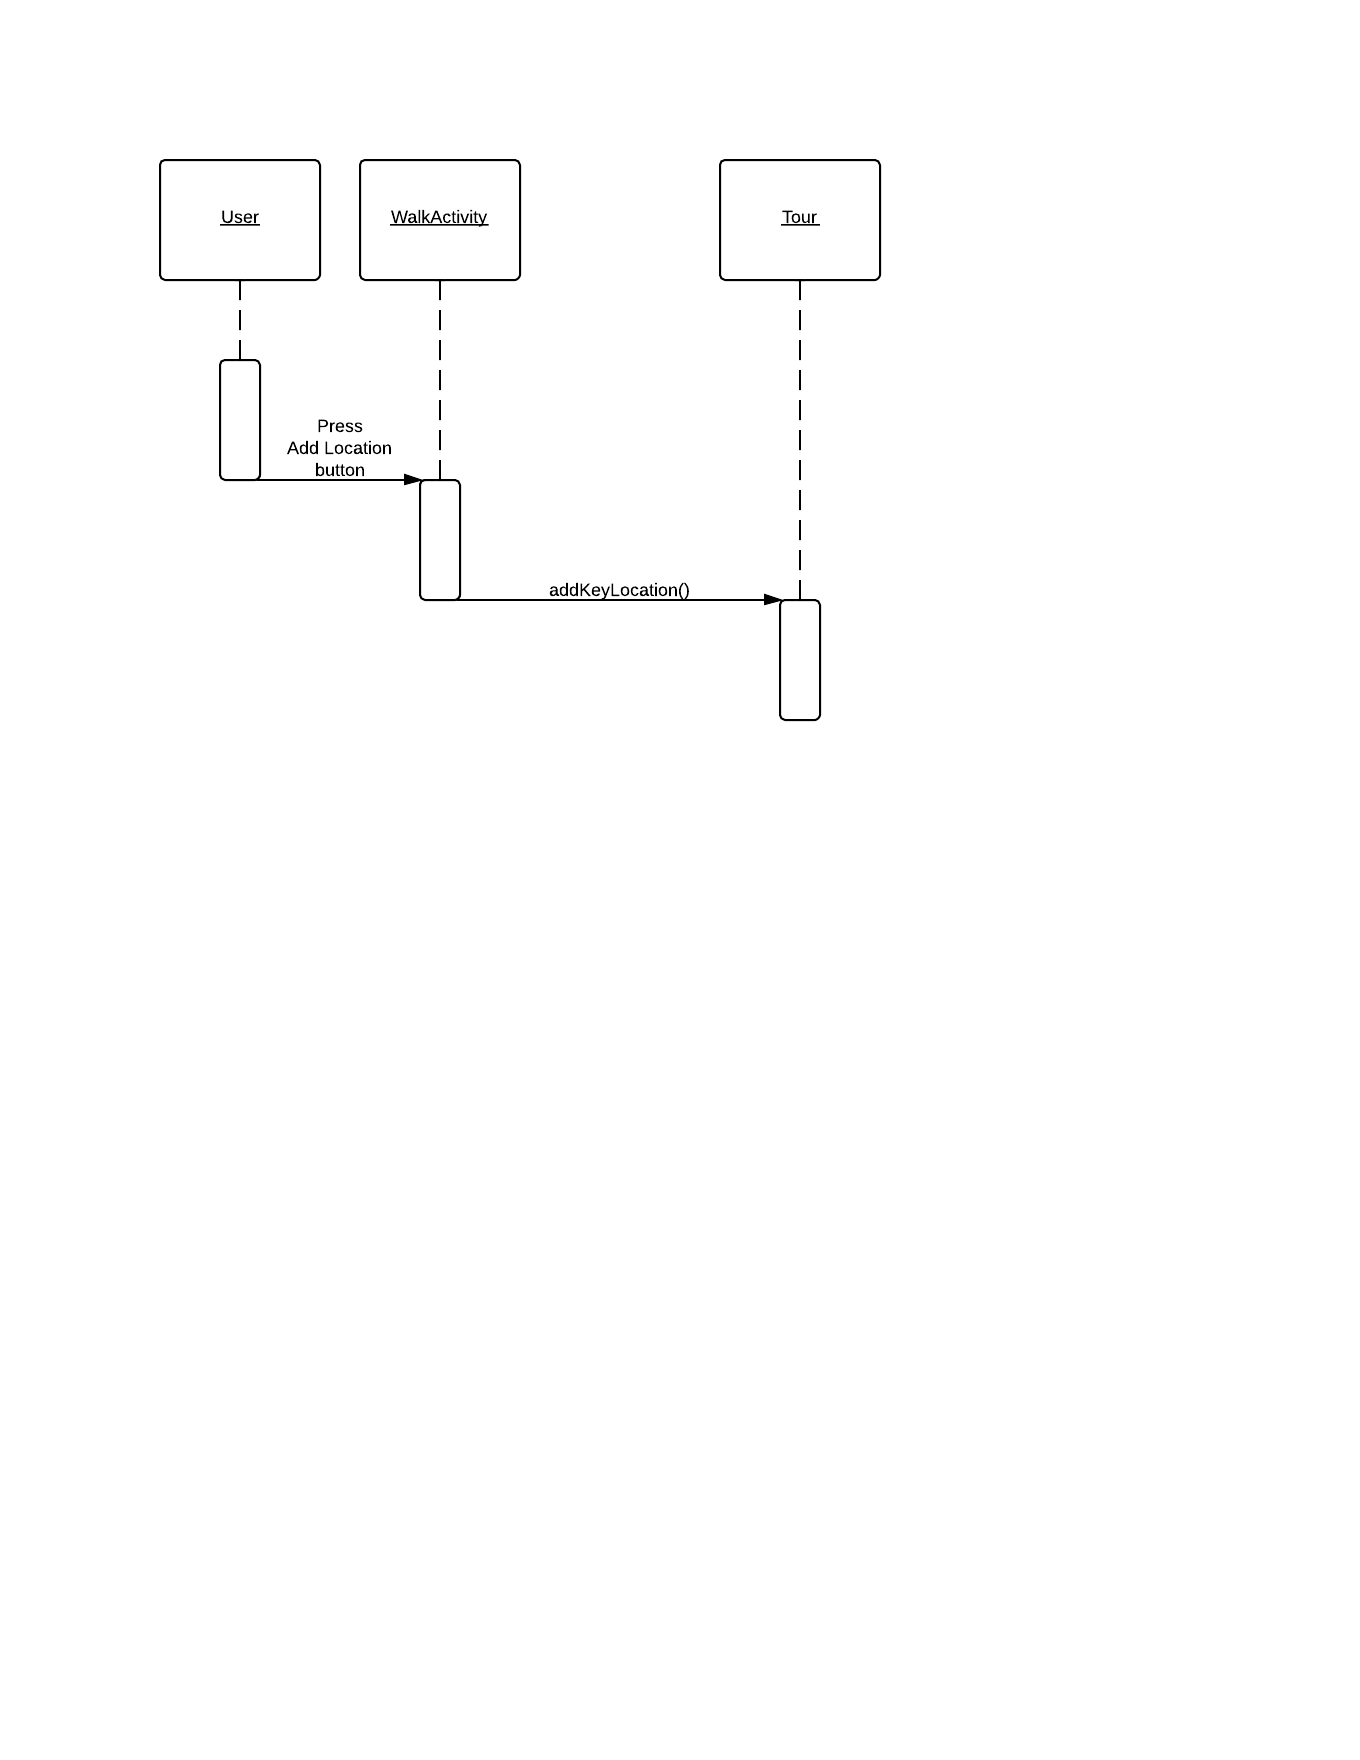 User
WalkActivity
Tour
Press
Add Location
button
addKeyLocation()